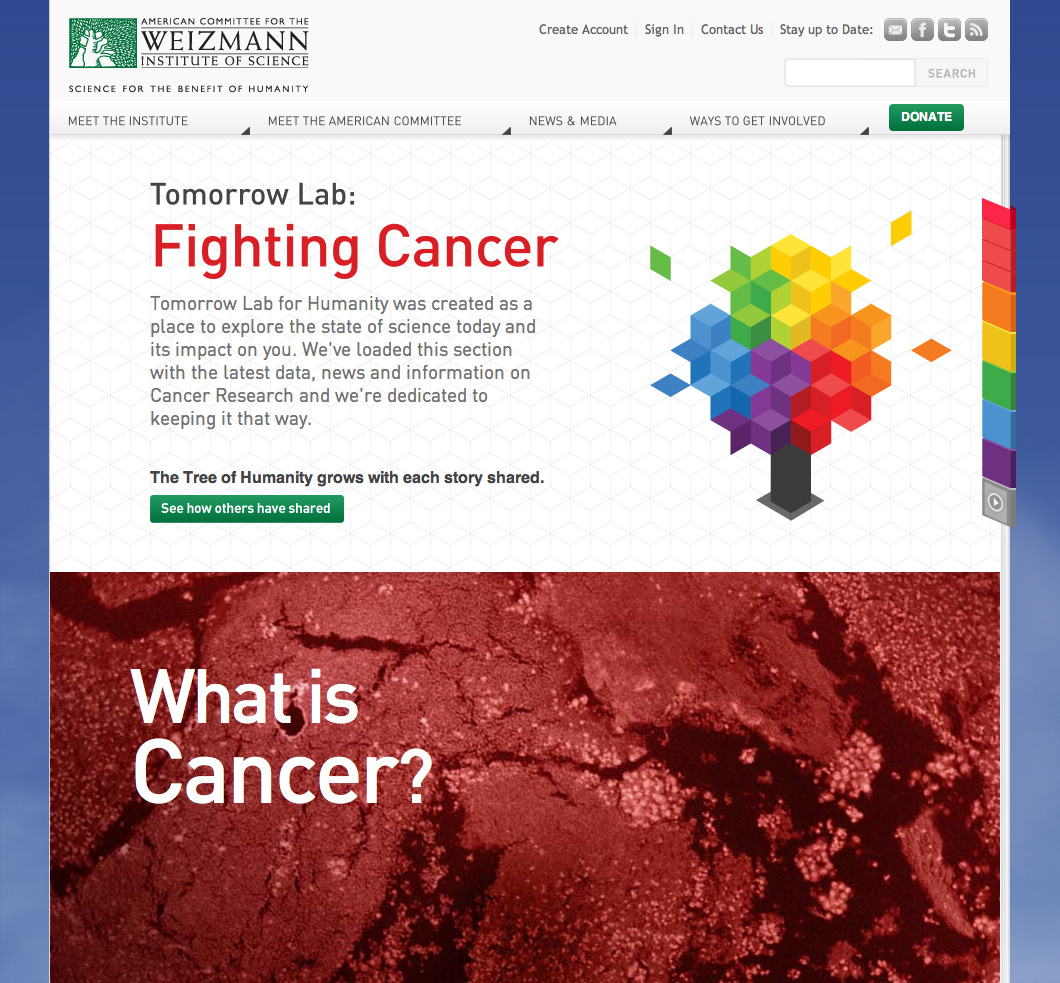 AMERICAN COMMITTEE FOR THE
WEIZMANN
INSTITUTE OF SCIENCE
SCIENCE FOR THE BENEFIT OF HUMANITY
Create Account
Sign In
Contact Us
Stay up to Date:
SEARCH
MEET THE INSTITUTE
MEET THE AMERICAN COMMITTEE
NEWS & MEDIA
WAYS TO GET INVOLVED
DONATE
Tomorrow Lab:
Fighting Cancer
Tomorrow Lab for Humanity was created as a
place to explore the state of science today and
its impact on you. We've loaded this section
with the latest data, news and information on
Cancer Research and we're dedicated to
keeping it that way.
The Tree of Humanity grows with each story shared.
See how others have shared
What is
Cancer?